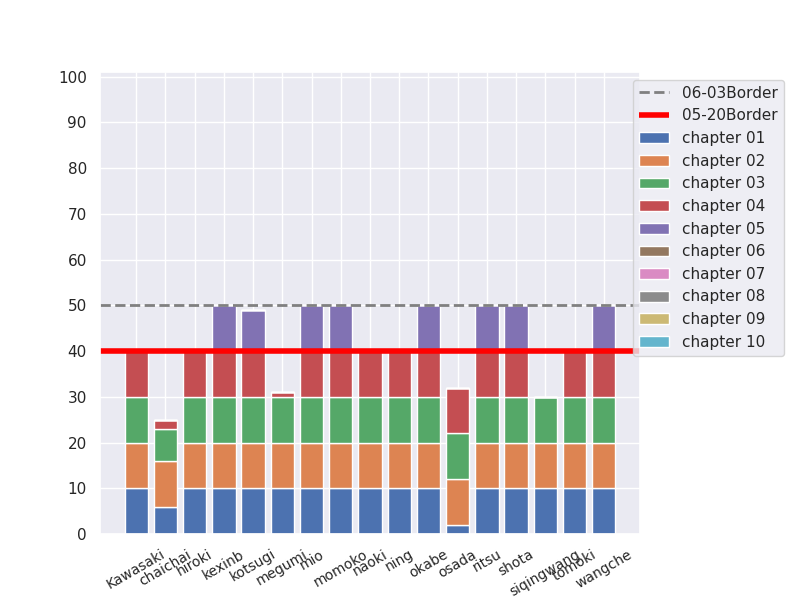 100
90
80
70
60
50
40
30
20
10
0
06-03Border
05-20Border
chapter 01
chapter 02
chapter 03
chapter 04
chapter 05
chapter 06
chapter 07
chapter 08
chapter 09
chapter 10
Kawasaki
chaichai
hiroki
kexinb
kotsugi
megumi
mio
momoko
naoki
ning
okabe
osada
ritsu
shota
siqingwang
tomoki
wangche